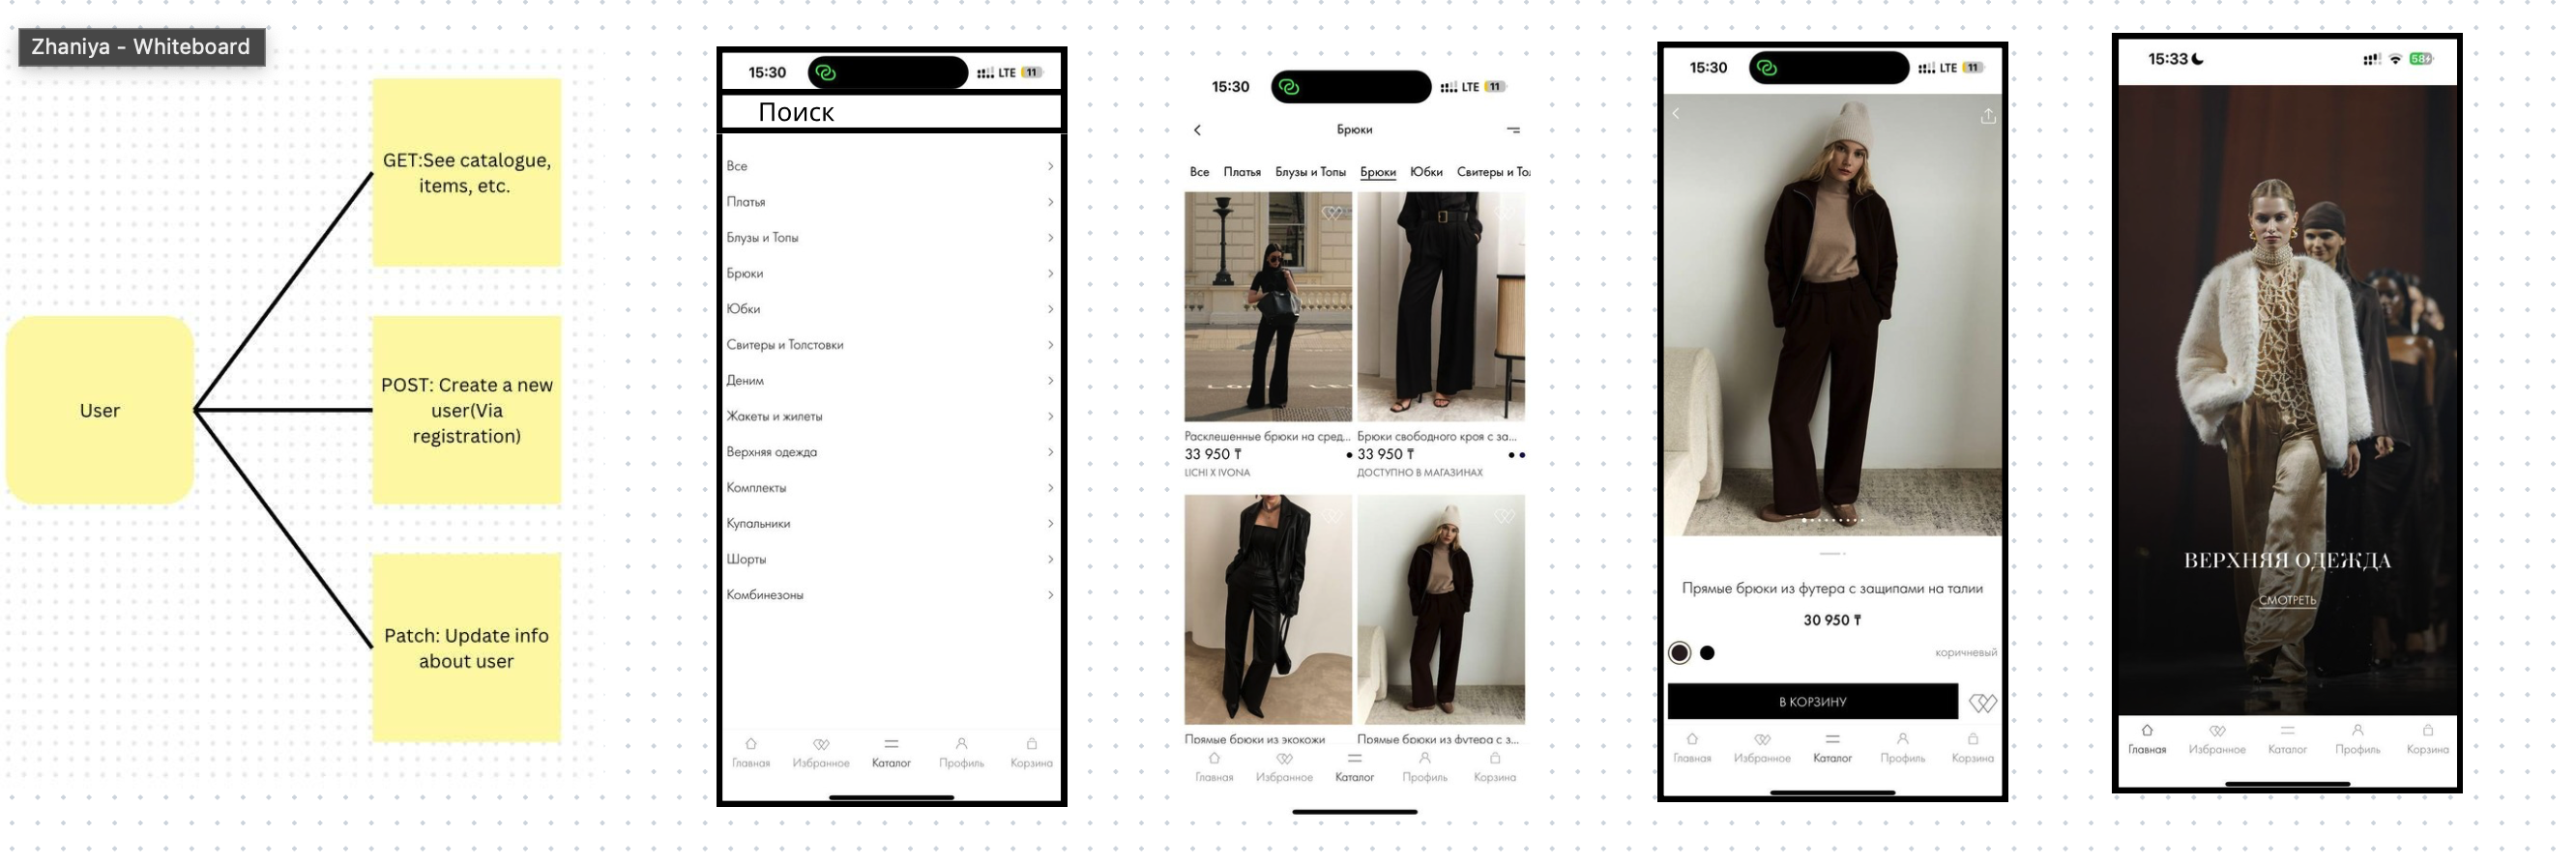 Zhaniya - Whiteboard
User
GET:See catalogue,
items, etc.
POST: Create a new
user(Via
registration)
Patch: Update info
about user
15:30
LTE 11
Поиск
Все
Платья
Блузы и Топы
Брюки
Юбки
Свитеры и Толстовки
Деним
Жакеты и жилеты
Верхняя одежда
Комплекты
Купальники
Шорты
Комбинезоны
Главная Избранное Каталог Профиль Корзина
15:30
LTE 11
Брюки
Все Платья Блузы и Топы Брюки Юбки Свитеры и То
Расклешенные брюки на сред...
33 950 ₸
LICHI X IVONA
Брюки свободного кроя с за...
33 950 ₸
ДОСТУПНО В МАГАЗИНАХ
Прямые брюки из экокожи
Прямые брюки из футера с з...
Главная Избранное Каталог Профиль Корзина
15:30
LTE 11
Прямые брюки из футера с защипами на талии
30 950 ₸
коричневый
В КОРЗИНУ
Главная Избранное Каталог Профиль Корзина
15:33
58
ВЕРХНЯЯ ОДЕЖДА
СМОТРЕТЬ
Главная Избранное Каталог Профиль Корзина